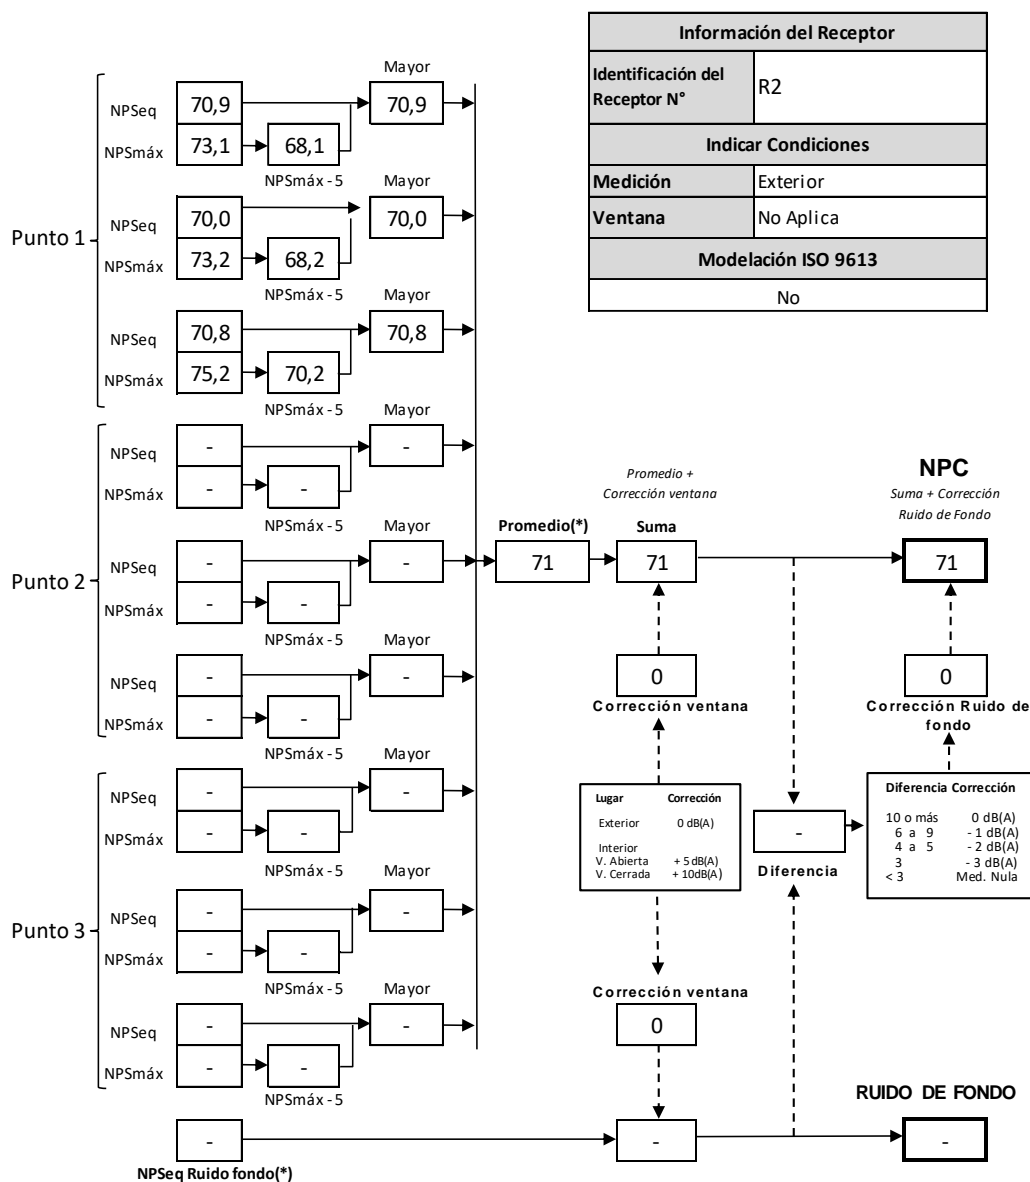 Información del Receptor
Identificación del
Receptor N°
R2
Indicar Condiciones
Medición
Exterior
Ventana
No Aplica
Modelación ISO 9613
No
Punto 1
Mayor
NPSeq
70,9
70,9
NPSmáx
73,1
68,1
NPSmáx - 5
Mayor
NPSeq
70,0
70,0
NPSmáx
73,2
68,2
NPSmáx - 5
Mayor
NPSeq
70,8
70,8
NPSmáx
75,2
70,2
NPSmáx - 5
Punto 2
Mayor
NPSeq
-
-
NPSmáx
-
-
NPSmáx - 5
Mayor
NPSeq
-
-
NPSmáx
-
-
NPSmáx - 5
Mayor
NPSeq
-
-
NPSmáx
-
-
NPSmáx - 5
Punto 3
Mayor
NPSeq
-
-
NPSmáx
-
-
NPSmáx - 5
Mayor
NPSeq
-
-
NPSmáx
-
-
NPSmáx - 5
Mayor
NPSeq
-
-
NPSmáx
-
-
NPSmáx - 5
-
NPSeq Ruido fondo(*)
Promedio(*)
71
Promedio +
Corrección ventana
Suma
71
0
Corrección ventana
Lugar Corrección
Exterior 0 dB(A)
Interior
V. Abierta + 5 dB(A)
V. Cerrada + 10dB(A)
Corrección ventana
0
-
-
Diferencia
NPC
Suma + Corrección
Ruido de Fondo
71
0
Corrección Ruido de
fondo
Diferencia Corrección
10 o más 0 dB(A)
6 a 9 - 1 dB(A)
4 a 5 - 2 dB(A)
3 - 3 dB(A)
< 3 Med. Nula
RUIDO DE FONDO
-